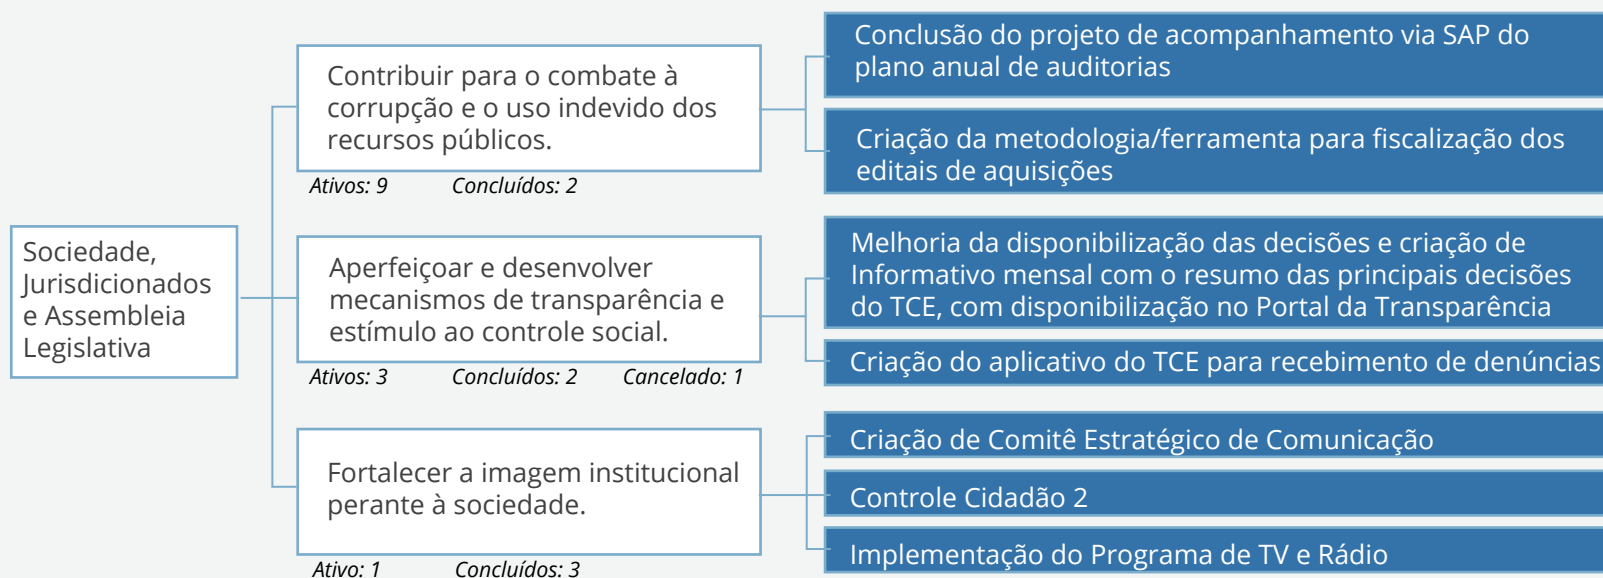 Sociedade,
Jurisdicionados
e Assembleia
Legislativa
Contribuir para o combate à
corrupção e o uso indevido dos
recursos públicos.
Ativos: 9 Concluídos: 2
Conclusão do projeto de acompanhamento via SAP do
plano anual de auditorias
Criação da metodologia/ferramenta para fiscalização dos
editais de aquisições
Aperfeiçoar e desenvolver
mecanismos de transparência e
estímulo ao controle social.
Ativos: 3 Concluídos: 2 Cancelado: 1
Melhoria da disponibilização das decisões e criação de
Informativo mensal com o resumo das principais decisões
do TCE, com disponibilização no Portal da Transparência
Criação do aplicativo do TCE para recebimento de denúncias
Fortalecer a imagem institucional
perante à sociedade.
Ativo: 1 Concluídos: 3
Criação de Comitê Estratégico de Comunicação
Controle Cidadão 2
Implementação do Programa de TV e Rádio